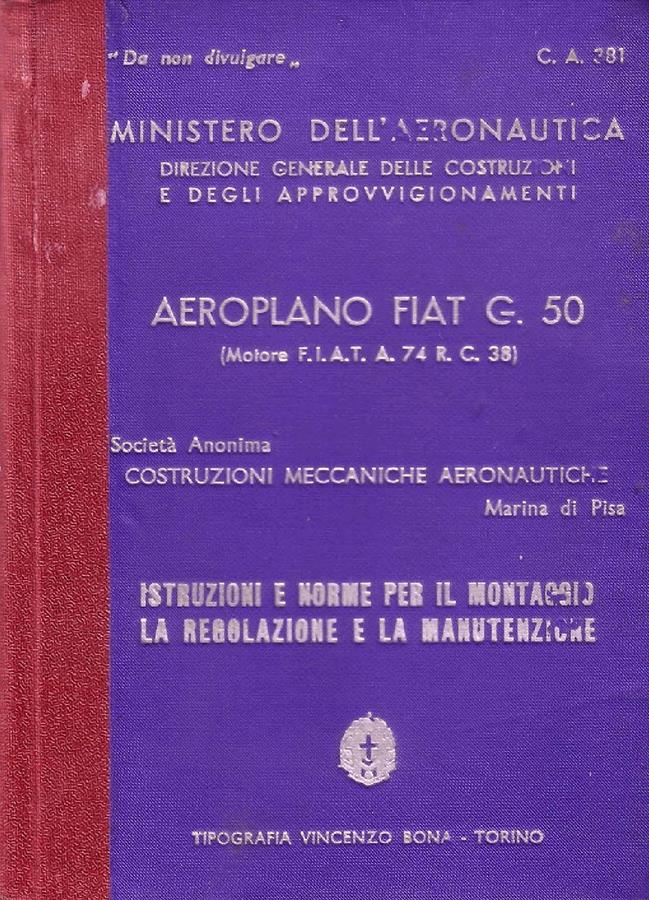 "Da non divulgare„ C. A. 381
MINISTERO DELL'AERONAUTICA
DIREZIONE GENERALE DELLE COSTRUZIONI
E DEGLI APPROVVIGIONAMENTI
AEROPLANO FIAT G. 50
(Motore F.I.A.T. A. 74 R. C. 38)
Società Anonima
COSTRUZIONI MECCANICHE AERONAUTICHE
Marina di Pisa
ISTRUZIONI E NORME PER IL MONTAGGIO
LA REGOLAZIONE E LA MANUTENZIONE
TIPOGRAFIA VINCENZO BONA - TORINO